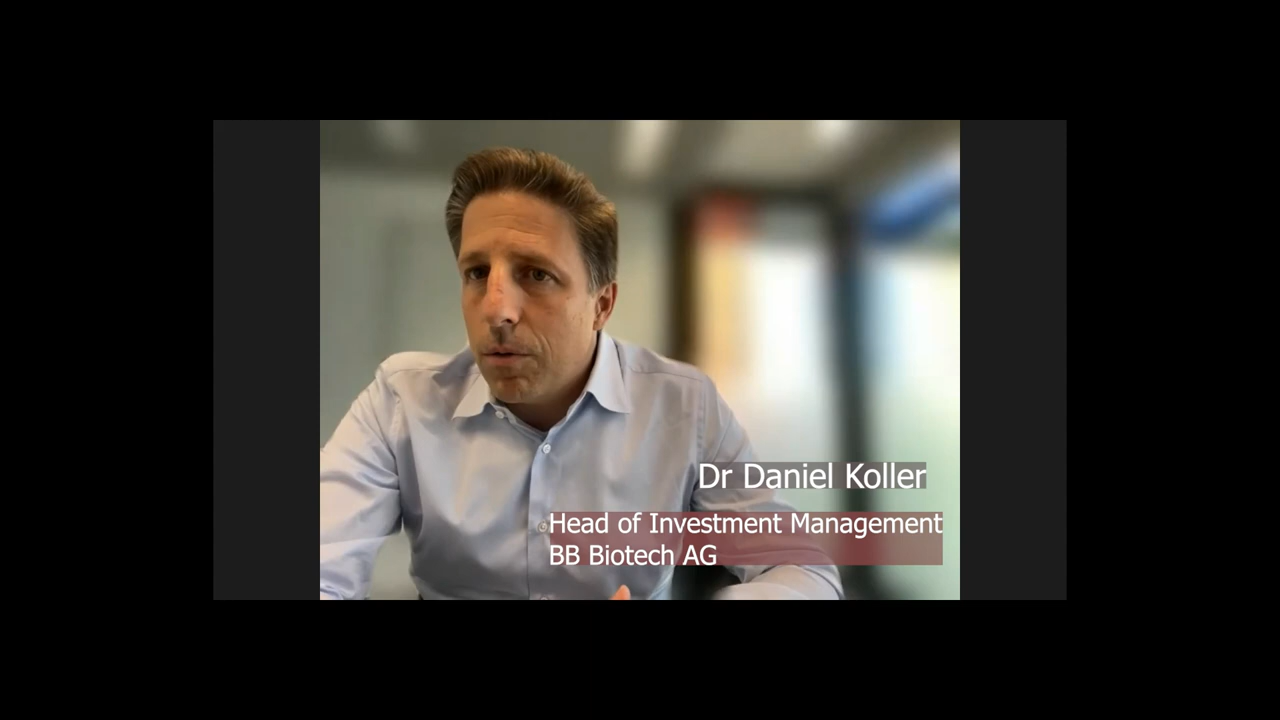 Dr Daniel Koller
Head of Investment Management
BB Biotech AG